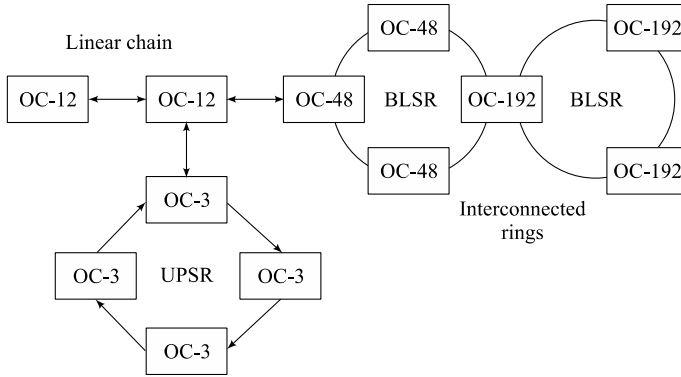 OC-48
OC-192
Linear chain
OC-12
OC-12
OC-48
BLSR
OC-192
BLSR
OC-48
OC-192
OC-3
Interconnected
rings
OC-3
UPSR
OC-3
OC-3